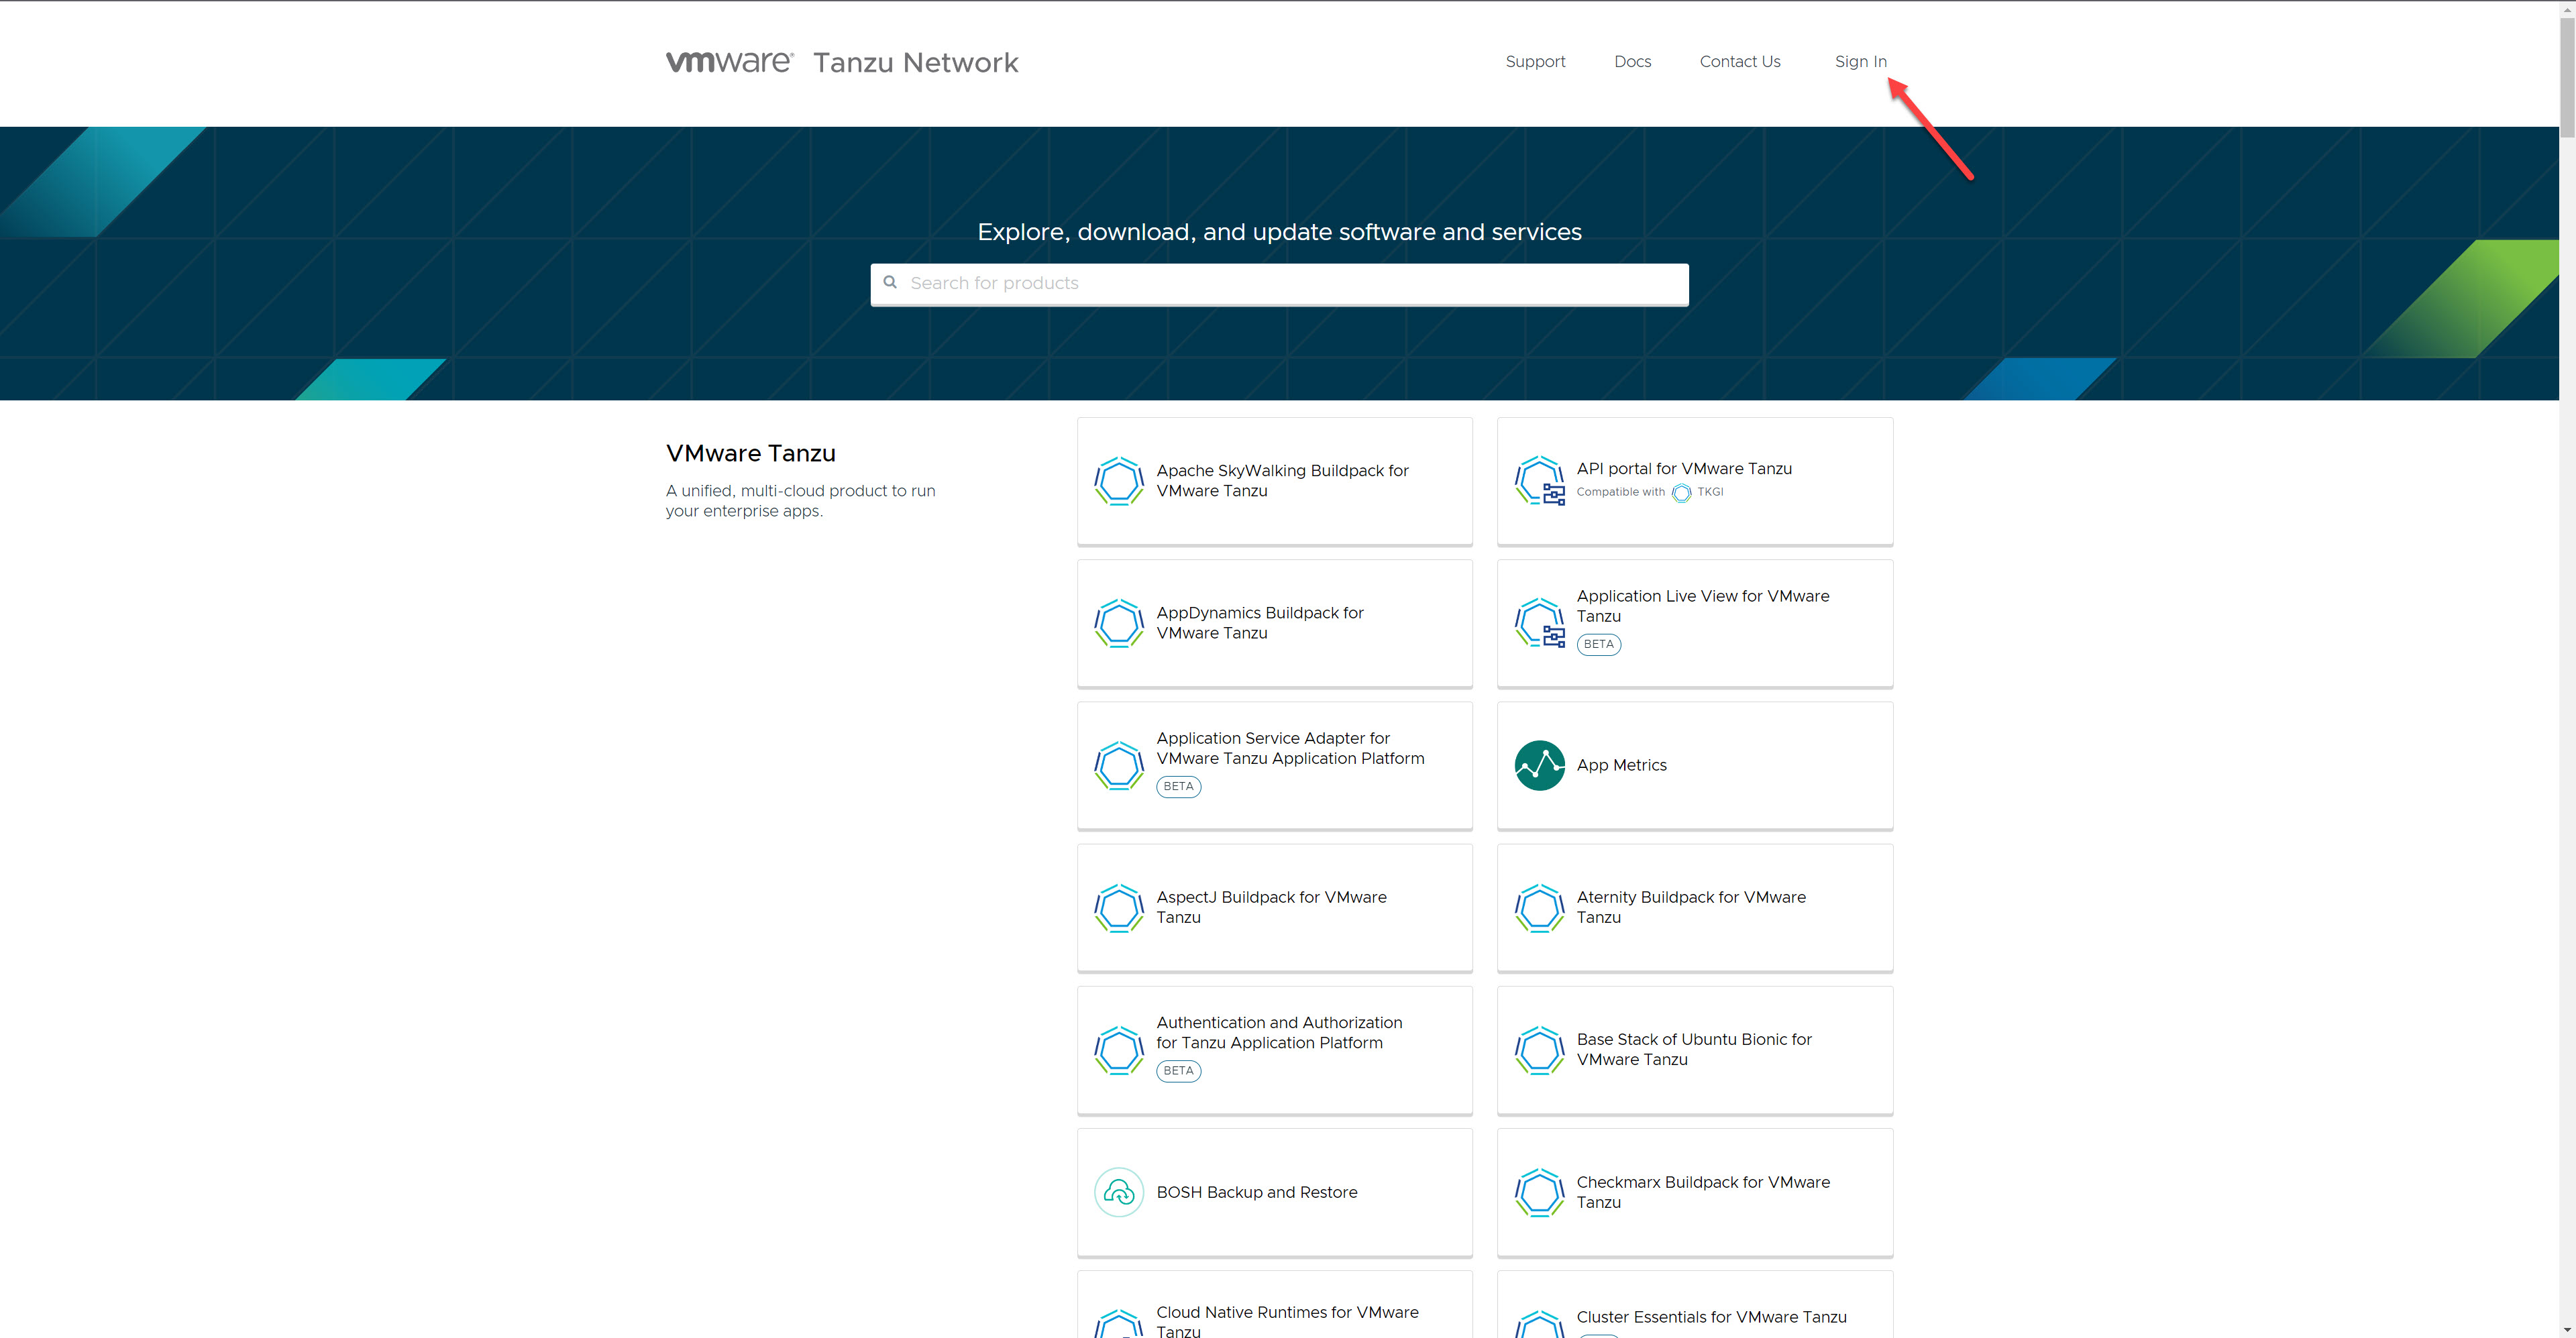 vmware® Tanzu Network
Support Docs Contact Us Sign In
Explore, download, and update software and services
Search for products
VMware Tanzu
A unified, multi-cloud product to run
your enterprise apps.
Apache SkyWalking Buildpack for
VMware Tanzu
API portal for VMware Tanzu
Compatible with TKGI
AppDynamics Buildpack for
VMware Tanzu
Application Live View for VMware
Tanzu
BETA
Application Service Adapter for
VMware Tanzu Application Platform
BETA
App Metrics
AspectJ Buildpack for VMware
Tanzu
Aternity Buildpack for VMware
Tanzu
Authentication and Authorization
for Tanzu Application Platform
BETA
Base Stack of Ubuntu Bionic for
VMware Tanzu
BOSH Backup and Restore
Checkmarx Buildpack for VMware
Tanzu
Cloud Native Runtimes for VMware
Tanzu
Cluster Essentials for VMware Tanzu